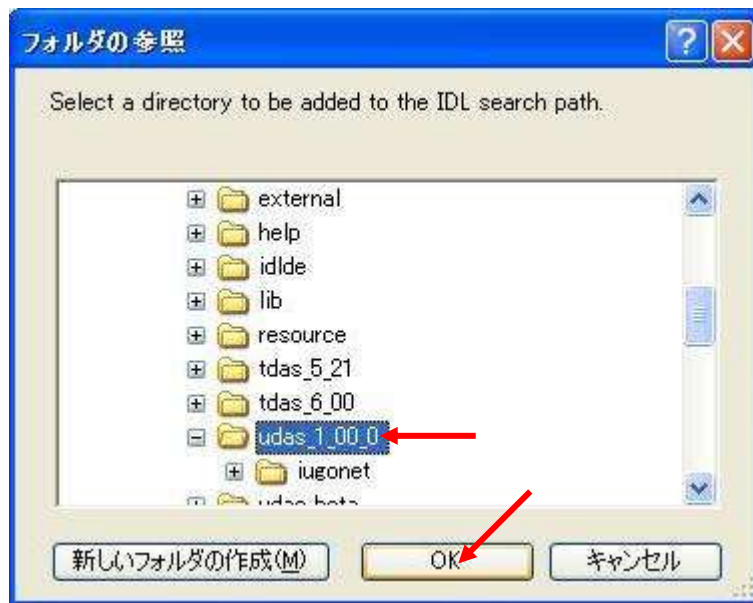 フォルダの参照
Select a directory to be added to the IDL search path.
external
help
idlde
lib
resource
tdas_5_21
tdas_6_00
udas_1_00_0
iugonet
新しいフォルダの作成(M)
OK
キャンセル